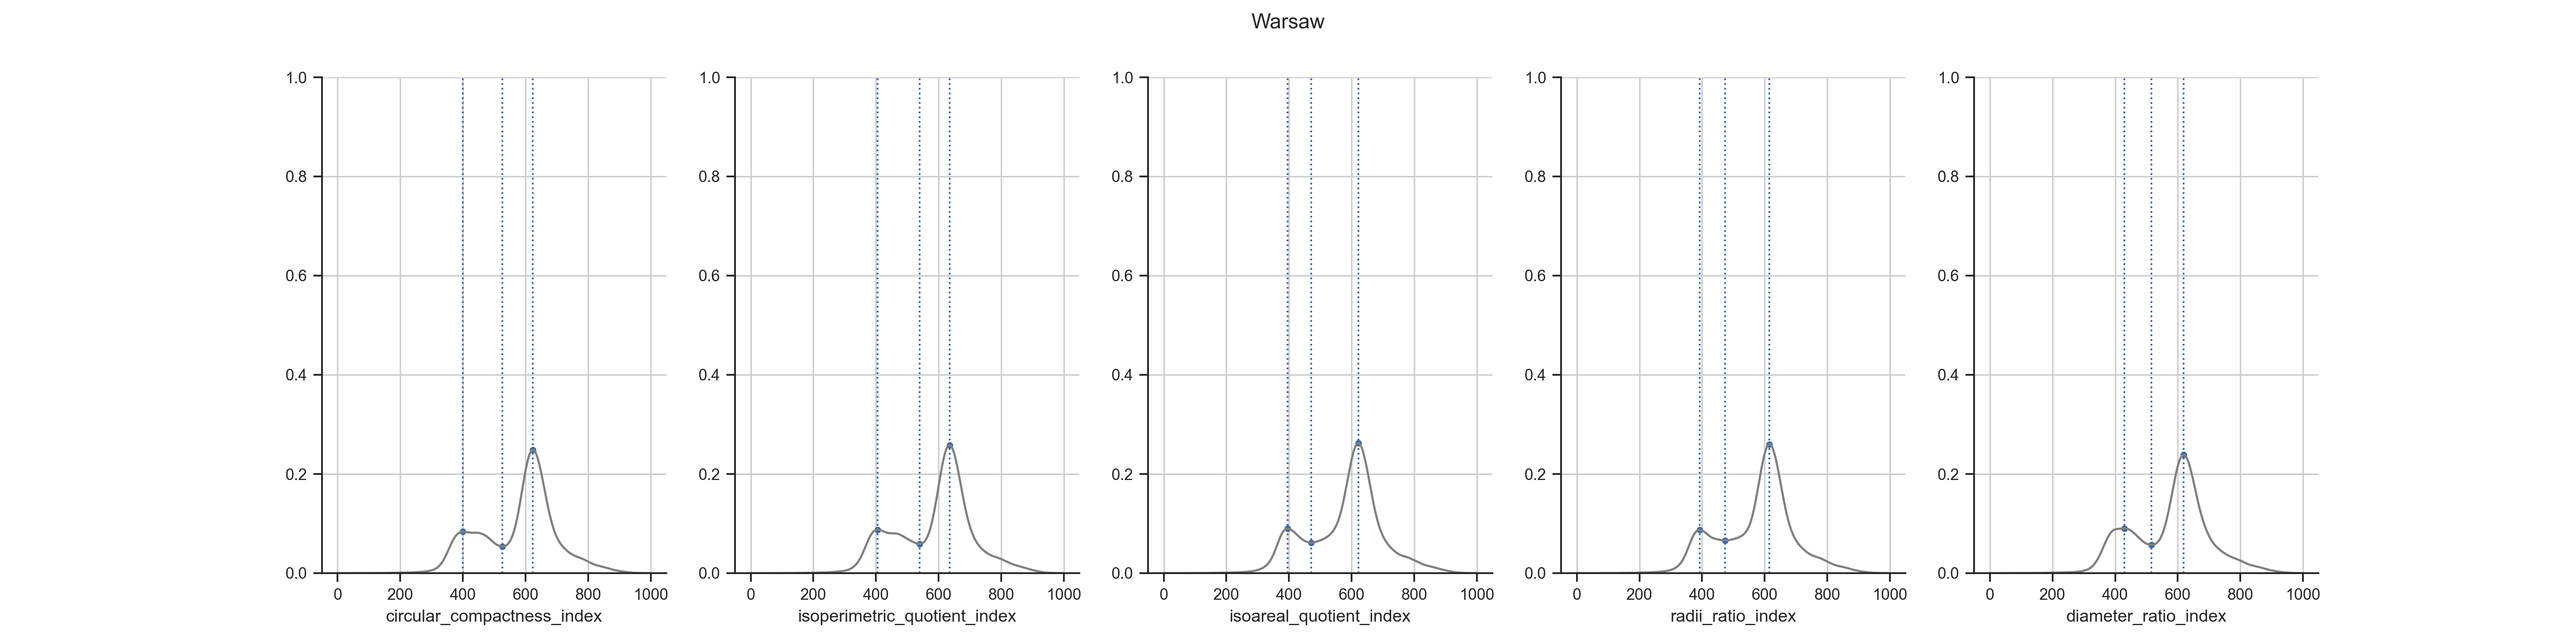 Warsaw
1.0 1.0 1.0 1.0 1.0
0.8 0.8 0.8 0.8 0.8
0.6 0.6 0.6 0.6 0.6
0.4 0.4 0.4 0.4 0.4
0.2 0.2 0.2 0.2 0.2
0.0 0.0 0.0 0.0 0.0
0 200 400 600 800 1000 0 200 400 600 800 1000 0 200 400 600 800 1000 0 200 400 600 800 1000 0 200 400 600 800 1000
circular_compactness_index isoperimetric_quotient_index isoareal_quotient_index radii_ratio_index diameter_ratio_index